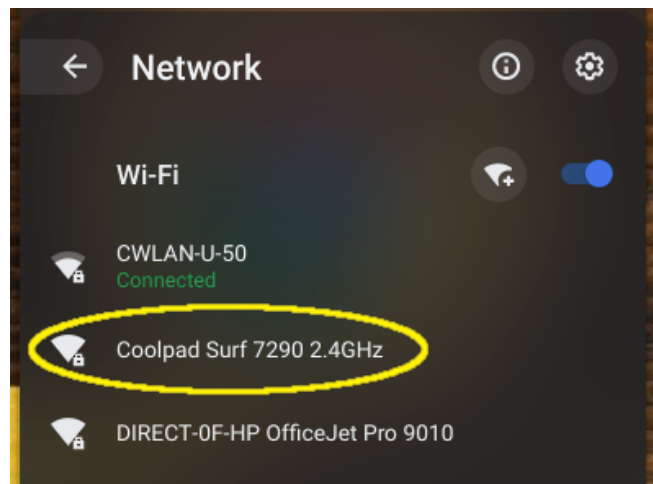 Network
Wi-Fi
CWLAN-U-50
Connected
Coolpad Surf 7290 2.4GHz
DIRECT-0F-HP OfficeJet Pro 9010